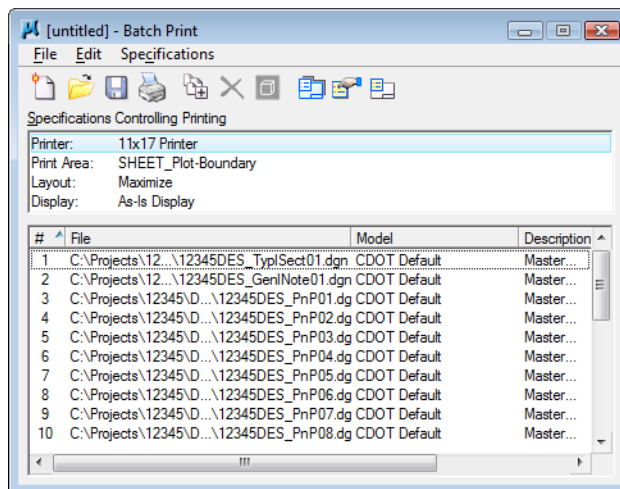 [untitled] - Batch Print
File Edit Specifications
Specifications Controlling Printing
Printer: 11x17 Printer
Print Area: SHEET_Plot-Boundary
Layout: Maximize
Display: As-Is Display
# File Model Description
1 C:\Projects\12...\12345DES_TyplSect01.dgn CDOT Default Master...
2 C:\Projects\12...\12345DES_GenlNote01.dgn CDOT Default Master...
3 C:\Projects\12345\D...\12345DES_PnP01.dg CDOT Default Master...
4 C:\Projects\12345\D...\12345DES_PnP02.dg CDOT Default Master...
5 C:\Projects\12345\D...\12345DES_PnP03.dg CDOT Default Master...
6 C:\Projects\12345\D...\12345DES_PnP04.dg CDOT Default Master...
7 C:\Projects\12345\D...\12345DES_PnP05.dg CDOT Default Master...
8 C:\Projects\12345\D...\12345DES_PnP06.dg CDOT Default Master...
9 C:\Projects\12345\D...\12345DES_PnP07.dg CDOT Default Master...
10 C:\Projects\12345\D...\12345DES_PnP08.dg CDOT Default Master...